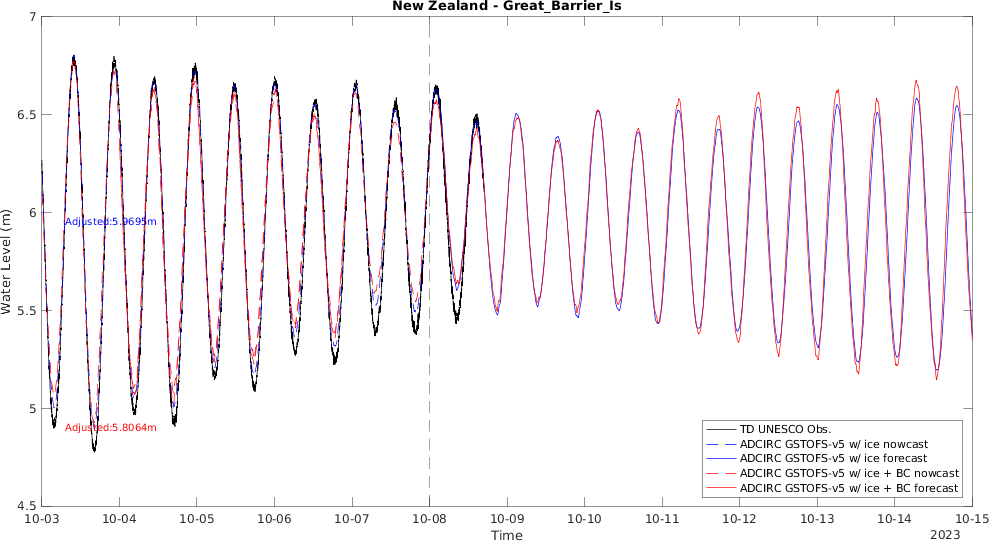 New Zealand - Great_Barrier_Is
7
6.5
6
5.5
5
4.5
Water Level (m)
Adjusted:5.9695m
Adjusted:5.8064m
TD UNESCO Obs.
ADCIRC GSTOFS-v5 w/ ice nowcast
ADCIRC GSTOFS-v5 w/ ice forecast
ADCIRC GSTOFS-v5 w/ ice + BC nowcast
ADCIRC GSTOFS-v5 w/ ice + BC forecast
10-03 10-04 10-05 10-06 10-07 10-08 10-09 10-10 10-11 10-12 10-13 10-14 10-15
Time
2023